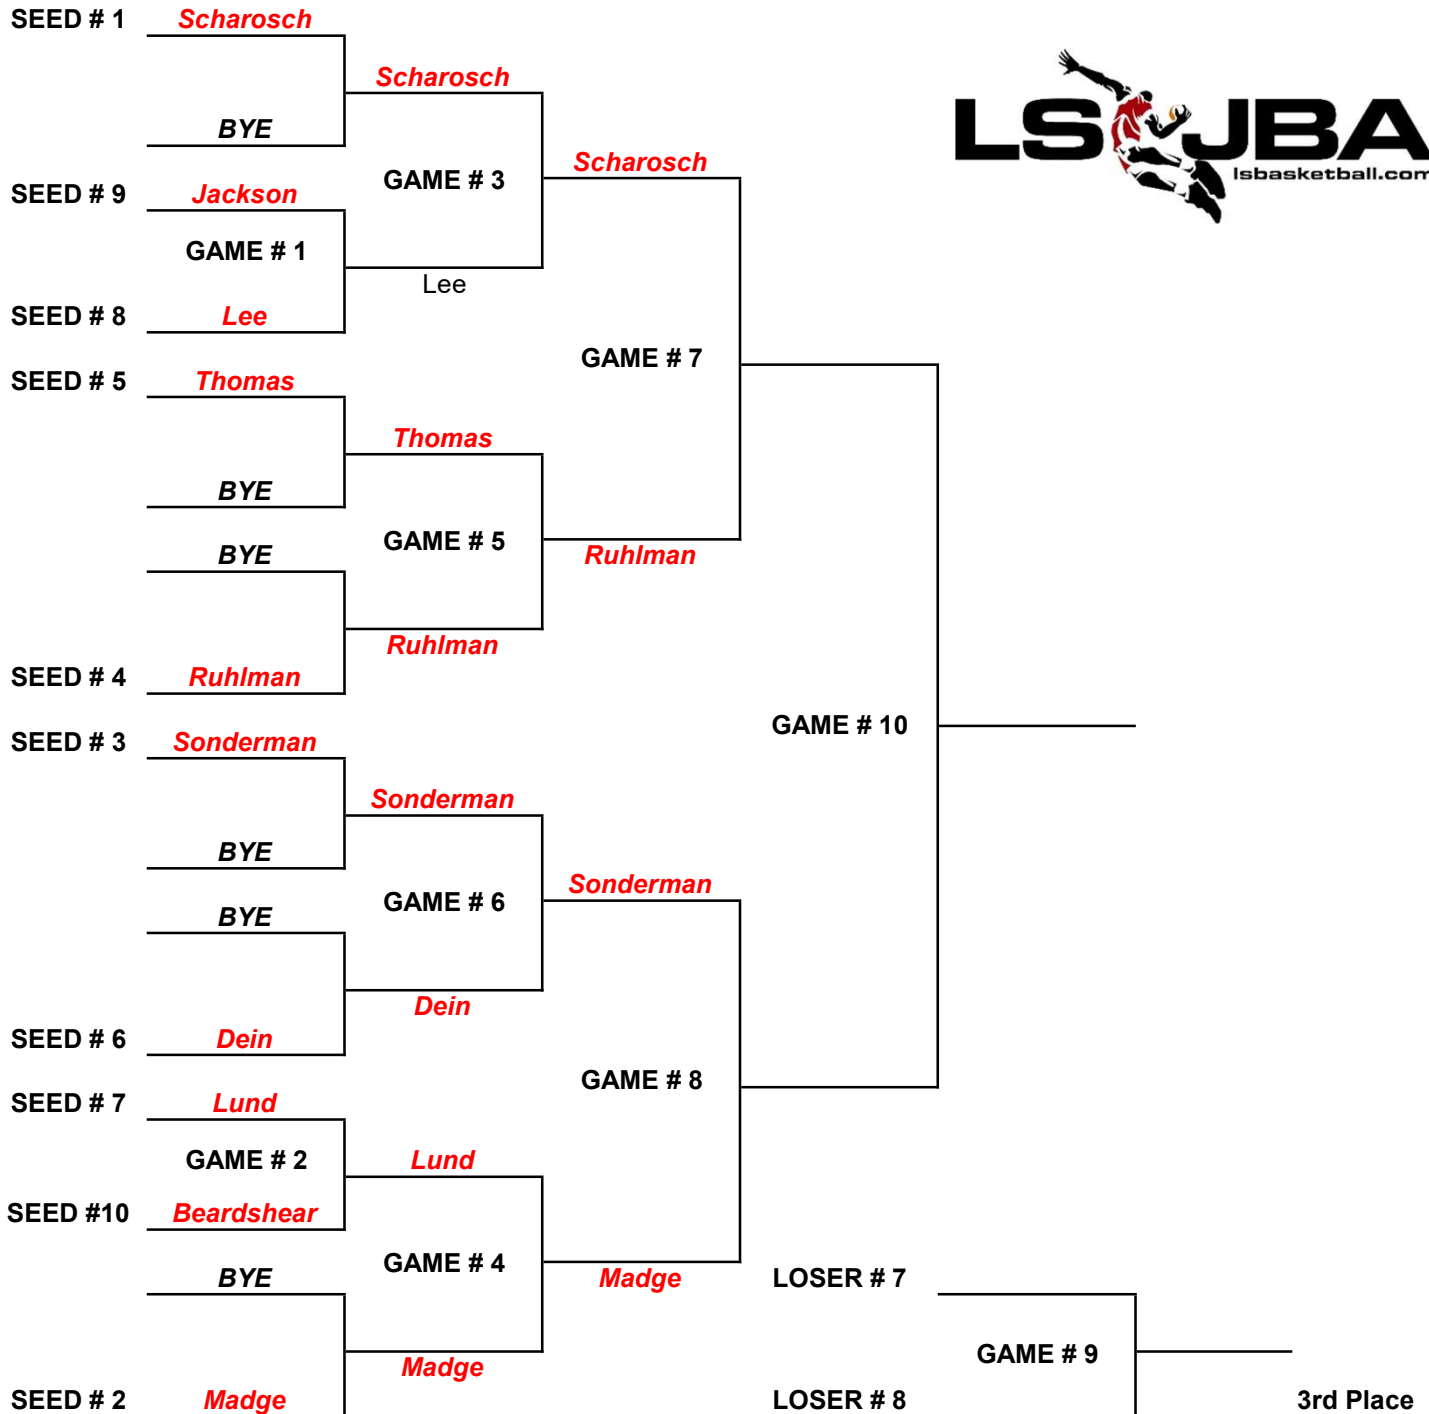 SEED # 1 Scharosch
Scharosch
BYE
LSJBA
lsbasketball.com
Scharosch
GAME # 3
SEED # 9 Jackson
GAME # 1
Lee
SEED # 8 Lee
GAME # 7
SEED # 5 Thomas
Thomas
BYE
GAME # 5
BYE
Ruhlman
Ruhlman
SEED # 4 Ruhlman
GAME # 10
SEED # 3 Sonderman
Sonderman
BYE
Sonderman
GAME # 6
BYE
Dein
SEED # 6 Dein
GAME # 8
SEED # 7 Lund
GAME # 2 Lund
SEED #10 Beardshear
GAME # 4
BYE Madge LOSER # 7
GAME # 9
Madge
SEED # 2 Madge LOSER # 8 3rd Place